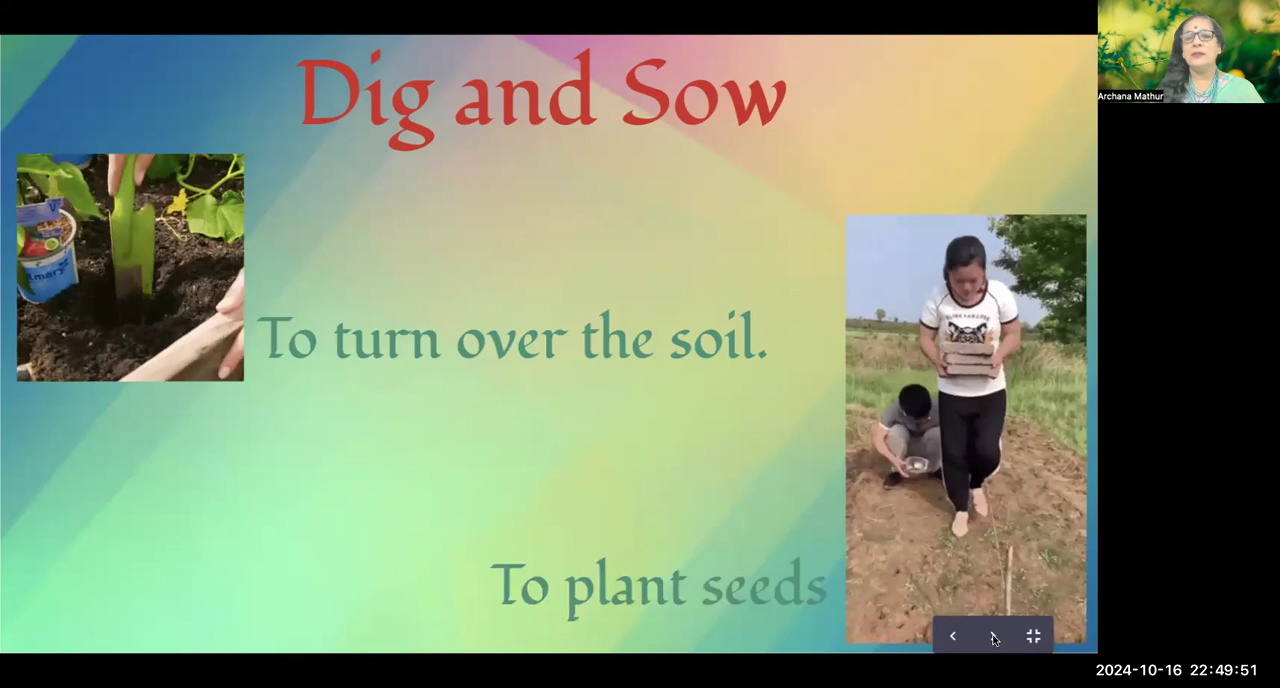 Dig and Sow
Archana Mathur
To turn over the soil.
To plant seeds
2024-10-16 22:49:51